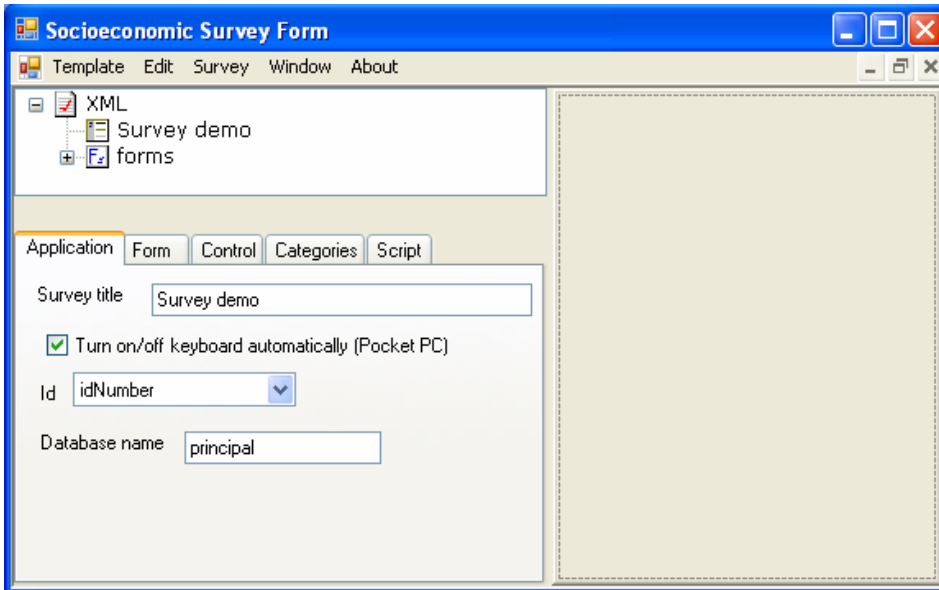 Socioeconomic Survey Form
Template Edit Survey Window About
XML
Survey demo
forms
Application Form Control Categories Script
Survey title Survey demo
Turn on/off keyboard automatically (Pocket PC)
Id idNumber
Database name principal